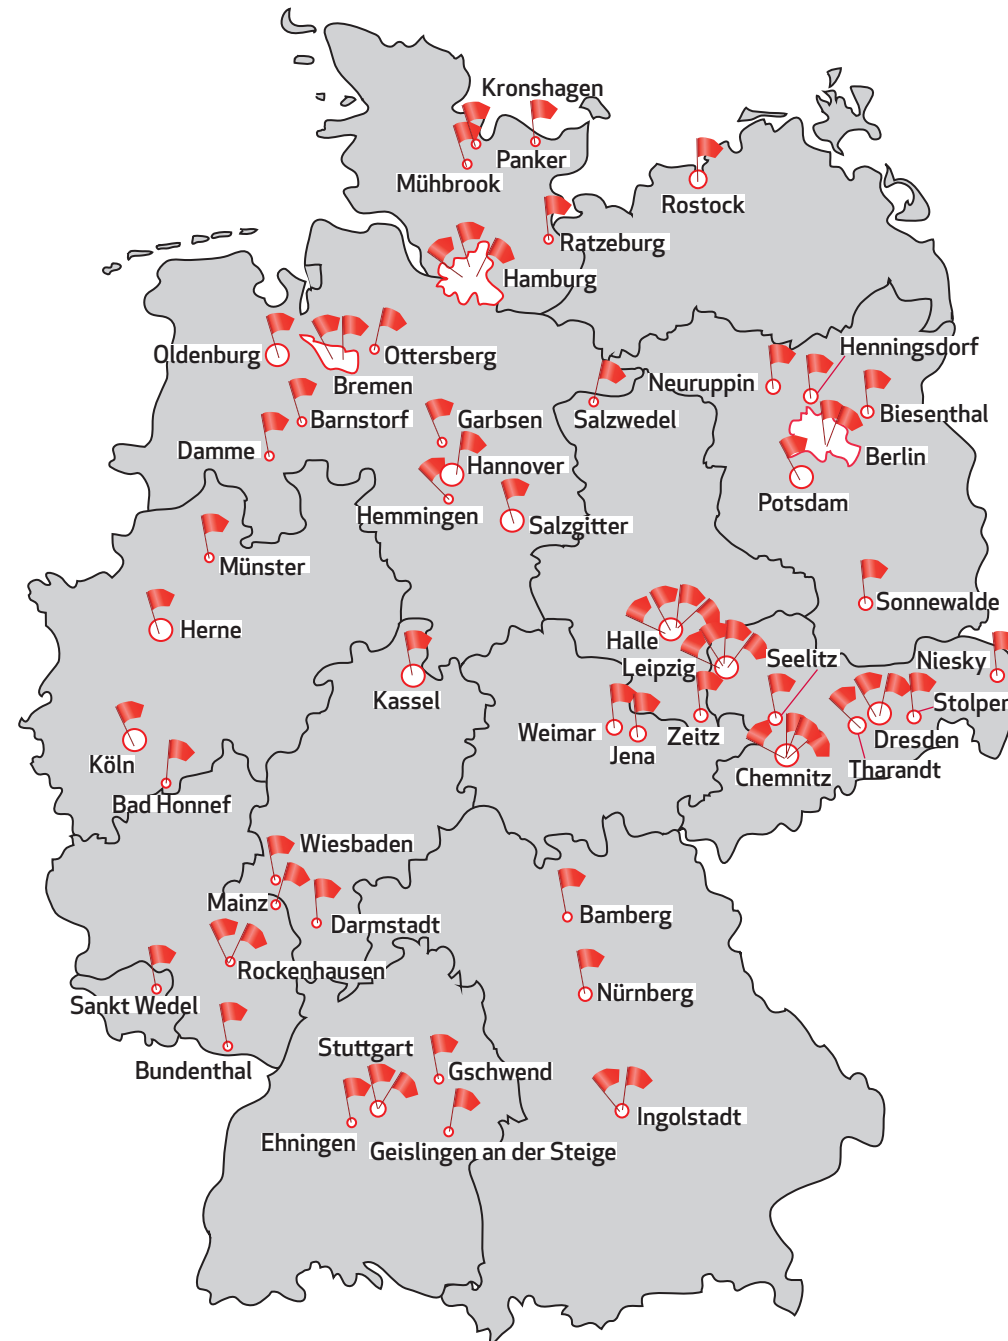 Kronshagen
Panker
Mühbrook
Rostock
Ratzeburg
Hamburg
Oldenburg
Ottersberg
Bremen
Henningsdorf
Neuruppin
Salzwedel
Biesenthal
Barnstorf
Garbsen
Damme
Hannover
Berlin
Potsdam
Hemmingen
Salzgitter
Münster
Sonnewalde
Herne
Halle
Leipzig
Seelitz
Niesky
Kassel
Stolpen
Weimar
Jena
Zeitz
Dresden
Köln
Chemnitz
Tharandt
Bad Honnef
Wiesbaden
Mainz
Darmstadt
Bamberg
Rockenhausen
Nürnberg
Sankt Wedel
Stuttgart
Bundenthal
Gschwend
Ingolstadt
Ehningen
Geislingen an der Steige